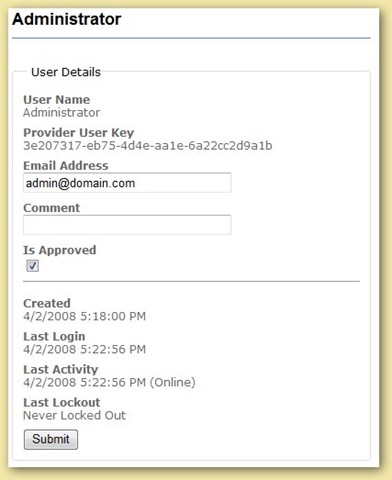 Administrator
User Details
User Name
Administrator
Provider User Key
3e207317-eb75-4d4e-aa1e-6a22cc2d9a1b
Email Address
admin@domain.com
Comment
Is Approved
Created
4/2/2008 5:18:00 PM
Last Login
4/2/2008 5:22:56 PM
Last Activity
4/2/2008 5:22:56 PM (Online)
Last Lockout
Never Locked Out
Submit